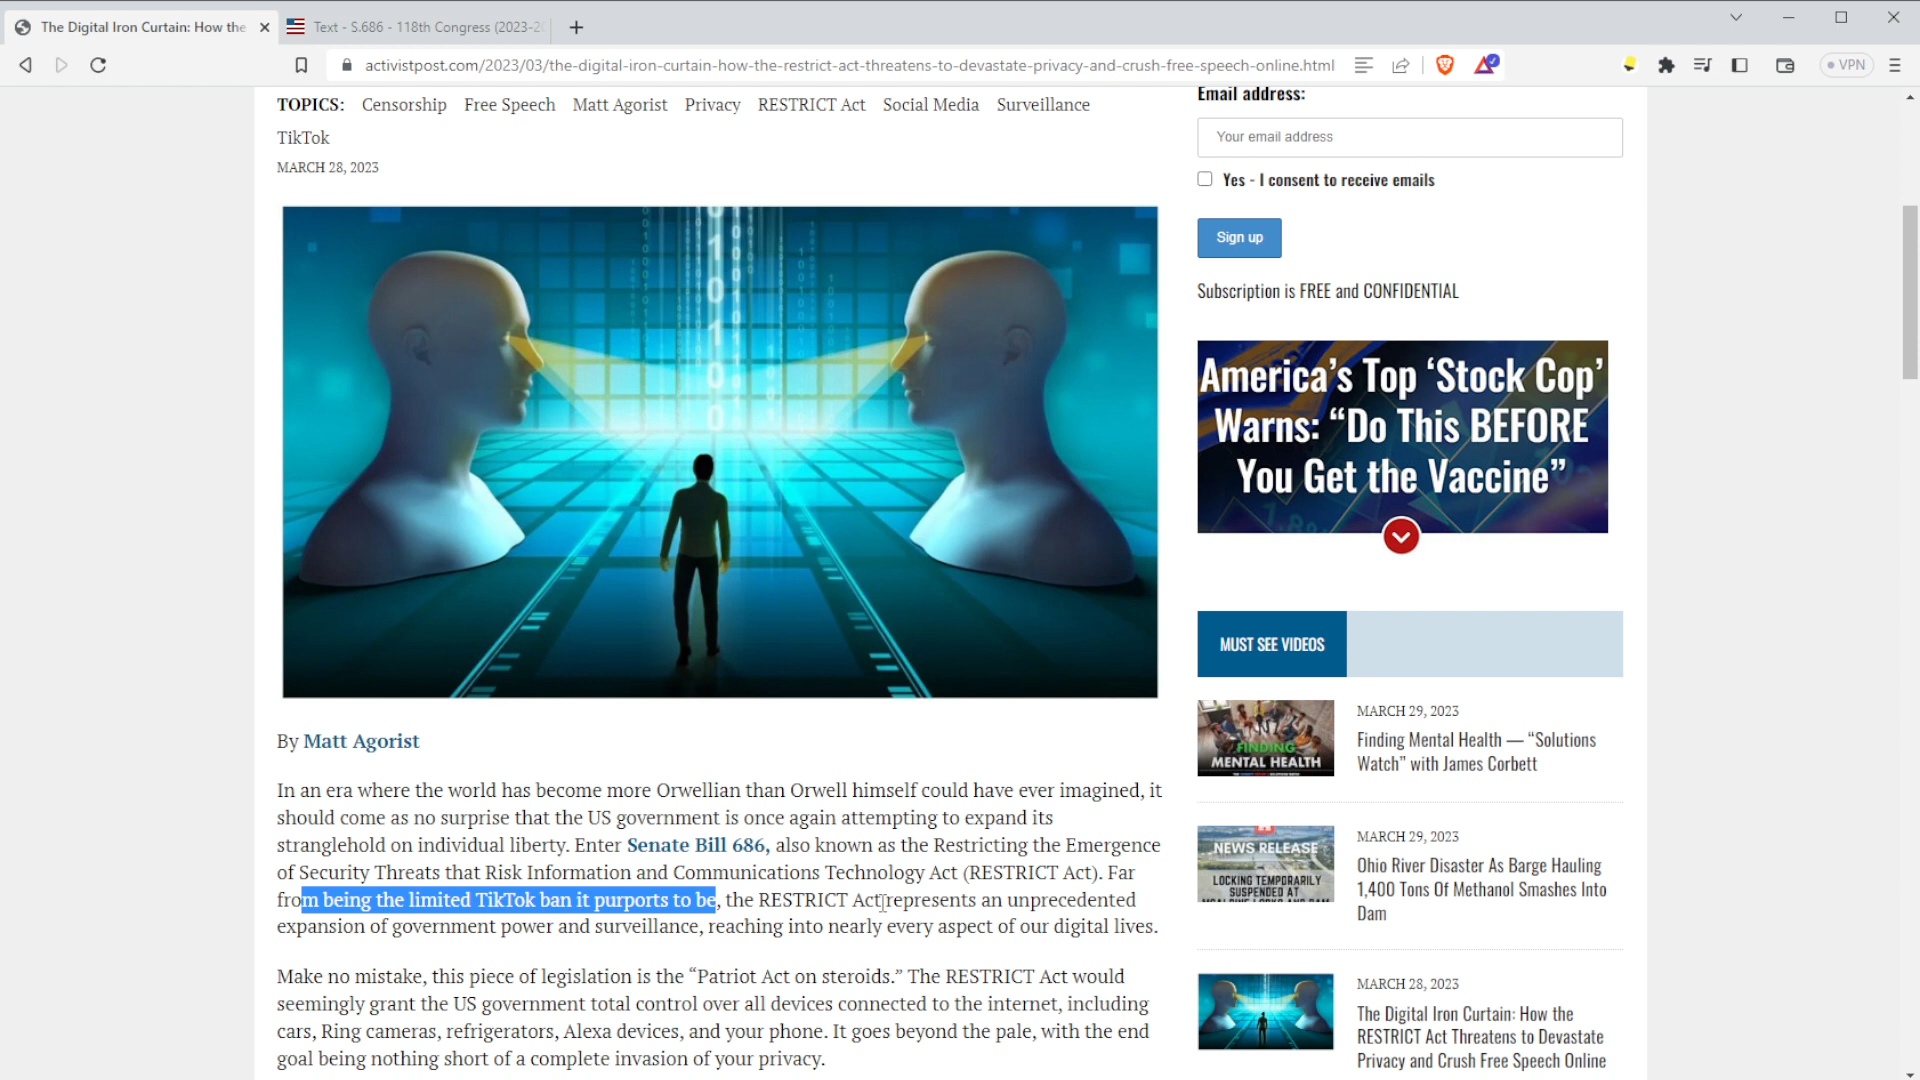 The Digital Iron Curtain: How the
Text - S.686 - 118th Congress (2023-2
activistpost.com/2023/03/the-digital-iron-curtain-how-the-restrict-act-threatens-to-devastate-privacy-and-crush-free-speech-online.html
VPN
TOPICS: Censorship Free Speech Matt Agorist Privacy RESTRICT Act Social Media Surveillance
TikTok
MARCH 28, 2023
By Matt Agorist
In an era where the world has become more Orwellian than Orwell himself could have ever imagined, it
should come as no surprise that the US government is once again attempting to expand its
stranglehold on individual liberty. Enter Senate Bill 686, also known as the Restricting the Emergence
of Security Threats that Risk Information and Communications Technology Act (RESTRICT Act). Far
from being the limited TikTok ban it purports to be, the RESTRICT Act represents an unprecedented
expansion of government power and surveillance, reaching into nearly every aspect of our digital lives.
Make no mistake, this piece of legislation is the “Patriot Act on steroids.” The RESTRICT Act would
seemingly grant the US government total control over all devices connected to the internet, including
cars, Ring cameras, refrigerators, Alexa devices, and your phone. It goes beyond the pale, with the end
goal being nothing short of a complete invasion of your privacy.
Email address:
Your email address
Yes - I consent to receive emails
Sign up
Subscription is FREE and CONFIDENTIAL
America’s Top ‘Stock Cop’
Warns: “Do This BEFORE
You Get the Vaccine”
MUST SEE VIDEOS
FINDING
MENTAL HEALTH
MARCH 29, 2023
Finding Mental Health — “Solutions
Watch” with James Corbett
NEWS RELEASE
LOCKING TEMPORARILY
SUSPENDED AT
MARCH 29, 2023
Ohio River Disaster As Barge Hauling
1,400 Tons Of Methanol Smashes Into
Dam
MARCH 28, 2023
The Digital Iron Curtain: How the
RESTRICT Act Threatens to Devastate
Privacy and Crush Free Speech Online